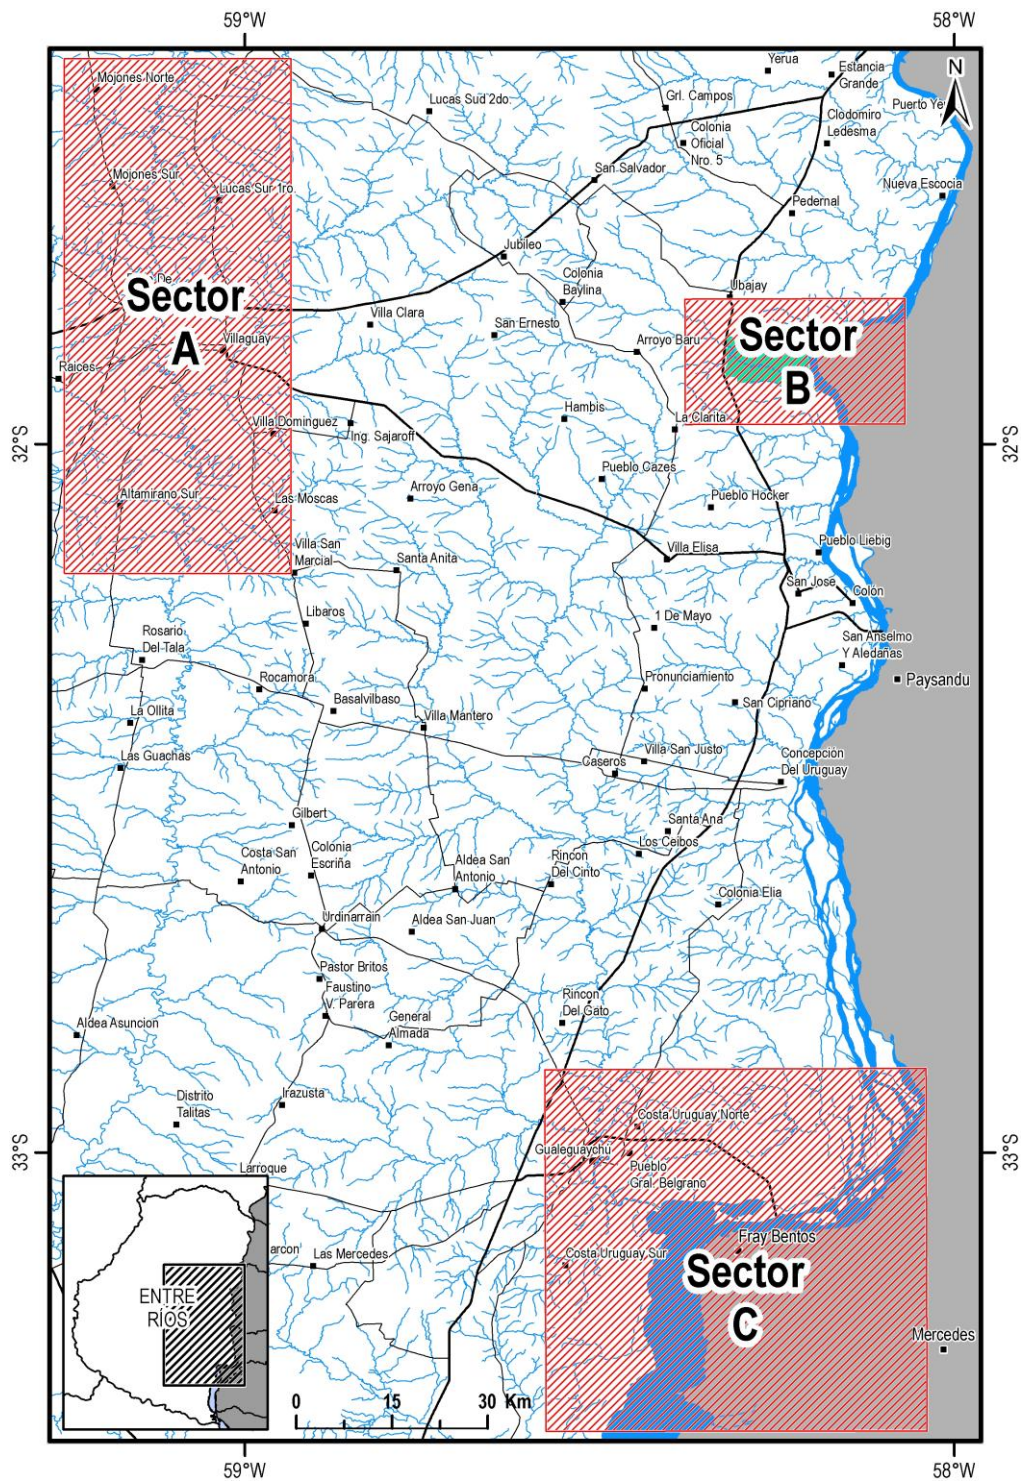 59°W
58°W
N
Mojones Norte
Lucas Sud 2do.
Grl. Campos
Yerua
Estancia
Grande
Clodomiro
Ledesma
Colonia
Oficial
Nro. 5
San Salvador
Nueva Escocia
Mojones Sur
Lucas Sur 1ro.
Pedernal
Jubileo
Colonia
Baylina
Ubajay
De
Sector
A
Villa Clara
San Ernesto
Arroyo Baru
Sector
B
Villaguay
Raices
Villa Dominguez
Ing. Sajaroff
Hambis
La Clarita
32°S
32°S
Pueblo Cazes
Altamirano Sur
Las Moscas
Arroyo Gena
Pueblo Hocker
Villa San
Marcial
Santa Anita
Villa Elisa
Pueblo Liebig
San José
Colón
Libaros
1 De Mayo
Rosario
Del Tala
San Anselmo
Y Aledañas
Rocamora
Pronunciamiento
Paysandu
La Ollita
Basalvilbaso
Villa Mantero
San Cipriano
Las Guachas
Caseros
Villa San Justo
Concepción
Del Uruguay
Gilbert
Santa Ana
Los Ceibos
Costa San
Antonio
Colonia
Escriña
Aldea San
Antonio
Rincon
Del Cinto
Colonia Elia
Urdinarrain
Aldea San Juan
Pastor Britos
Faustino
V. Parera
General
Almada
Rincon
Del Gato
Aldea Asuncion
Distrito
Talitas
Irazusta
Costa Uruguay Norte
33°S
33°S
Larroque
Gualeguaychú
Pueblo
Gral. Belgrano
Fray Bentos
arcon
Las Mercedes
Costa Uruguay Sur
Sector
C
ENTRE
RÍOS
Mercedes
0 15 30 Km
59°W
58°W